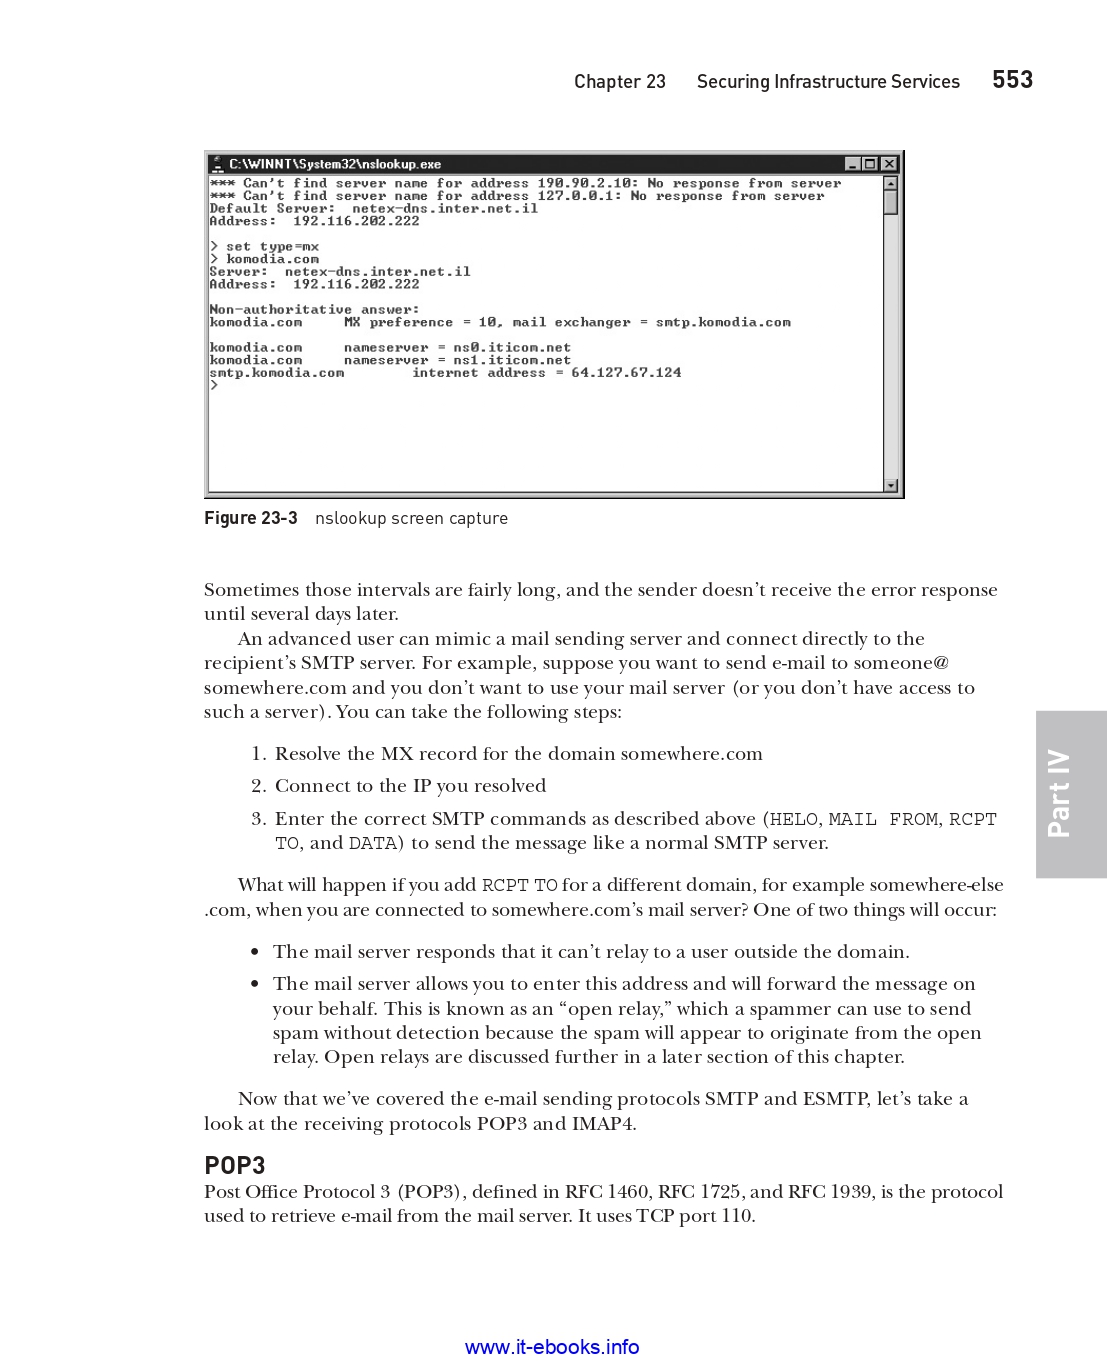 Chapter 23 Securing Infrastructure Services 553
C:\WINNT\System32\nslookup.exe
*** Can't find server name for address 190.90.2.10: No response from server
*** Can't find server name for address 127.0.0.1: No response from server
Default Server:  netex-dns.inter.net.il
Address:  192.116.202.222
> set type=mx
> komodia.com
Server:  netex-dns.inter.net.il
Address:  192.116.202.222
Non-authoritative answer:
komodia.com     MX preference = 10, mail exchanger = smtp.komodia.com
komodia.com     nameserver = ns0.iticom.net
komodia.com     nameserver = ns1.iticom.net
smtp.komodia.com        internet address = 64.127.67.124
>
Figure 23-3 nslookup screen capture
Sometimes those intervals are fairly long, and the sender doesn’t receive the error response
until several days later.
An advanced user can mimic a mail sending server and connect directly to the
recipient’s SMTP server. For example, suppose you want to send e-mail to someone@
somewhere.com and you don’t want to use your mail server (or you don’t have access to
such a server). You can take the following steps:
1. Resolve the MX record for the domain somewhere.com
2. Connect to the IP you resolved
3. Enter the correct SMTP commands as described above (HELO, MAIL FROM, RCPT
TO, and DATA) to send the message like a normal SMTP server.
What will happen if you add RCPT TO for a different domain, for example somewhere-else
.com, when you are connected to somewhere.com’s mail server? One of two things will occur:
• The mail server responds that it can’t relay to a user outside the domain.
• The mail server allows you to enter this address and will forward the message on
your behalf. This is known as an “open relay,” which a spammer can use to send
spam without detection because the spam will appear to originate from the open
relay. Open relays are discussed further in a later section of this chapter.
Now that we’ve covered the e-mail sending protocols SMTP and ESMTP, let’s take a
look at the receiving protocols POP3 and IMAP4.
POP3
Post Office Protocol 3 (POP3), defined in RFC 1460, RFC 1725, and RFC 1939, is the protocol
used to retrieve e-mail from the mail server. It uses TCP port 110.
Part IV
www.it-ebooks.info